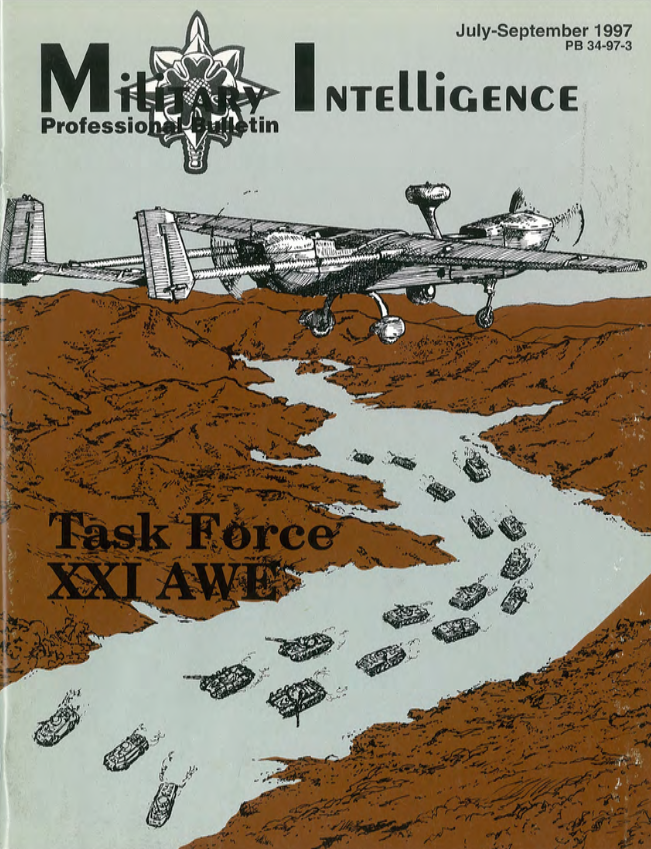 July-September 1997
PB 34-97-3
Military Intelligence
Professional Bulletin
Task Force
XXI AWE